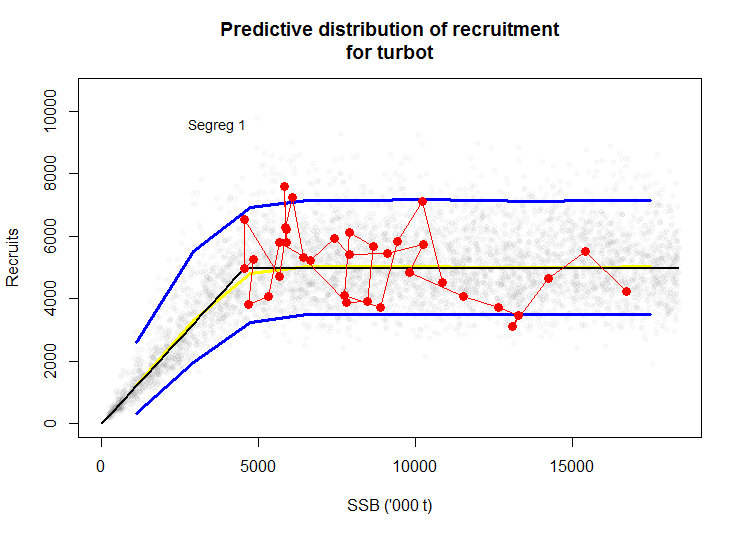 Predictive distribution of recruitment
for turbot
Segreg 1
Recruits
10000
8000
6000
4000
2000
0
0 5000 10000 15000
SSB ('000 t)